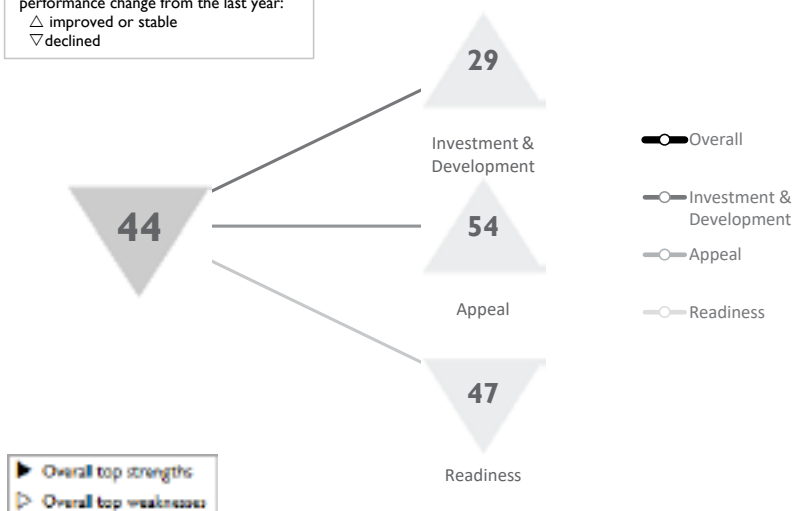 performance change from the last year:
△ improved or stable
▽declined
29
Investment &
Development
44
54
Appeal
47
Readiness
Overall
Investment &
Development
Appeal
Readiness
▶ Overall top strengths
▷ Overall top weaknesses